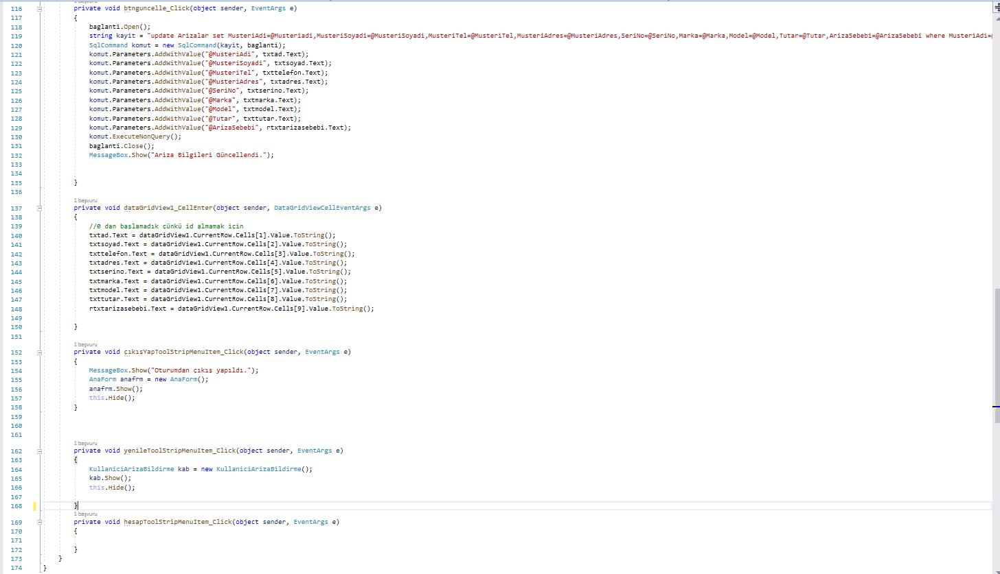 116 private void btnguncelle_Click(object sender, EventArgs e)
117 {
118 baglanti.Open();
119 string kayit = "update Arizalar set MusteriAdi=@Musteriadi,MusteriSoyadi=@MusteriSoyadi,MusteriTel=@MusteriTel,MusteriAdres=@MusteriAdres,SeriNo=@SeriNo,Marka=@Marka,Model=@Model,Tutar=@Tutar,ArizaSebebi=@ArizaSebebi where MusteriAdi=
120 SqlCommand komut = new SqlCommand(kayit, baglanti);
121 komut.Parameters.AddWithValue("@MusteriAdi", txtad.Text);
122 komut.Parameters.AddWithValue("@MusteriSoyadi", txtsoyad.Text);
123 komut.Parameters.AddWithValue("@MusteriTel", txttelefon.Text);
124 komut.Parameters.AddWithValue("@MusteriAdres", txtadres.Text);
125 komut.Parameters.AddWithValue("@SeriNo", txtserino.Text);
126 komut.Parameters.AddWithValue("@Marka", txtmarka.Text);
127 komut.Parameters.AddWithValue("@Model", txtmodel.Text);
128 komut.Parameters.AddWithValue("@Tutar", txttutar.Text);
129 komut.Parameters.AddWithValue("@ArizaSebebi", rtxtarizasebebi.Text);
130 komut.ExecuteNonQuery();
131 baglanti.Close();
132 MessageBox.Show("Ariza Bilgileri Güncellendi.");
133
134
135 }
136
1 başvuru
137 private void dataGridView1_CellEnter(object sender, DataGridViewCellEventArgs e)
138 {
139 //0 dan başlamadık çünkü id almamak için
140 txtad.Text = dataGridView1.CurrentRow.Cells[1].Value.ToString();
141 txtsoyad.Text = dataGridView1.CurrentRow.Cells[2].Value.ToString();
142 txttelefon.Text = dataGridView1.CurrentRow.Cells[3].Value.ToString();
143 txtadres.Text = dataGridView1.CurrentRow.Cells[4].Value.ToString();
144 txtserino.Text = dataGridView1.CurrentRow.Cells[5].Value.ToString();
145 txtmarka.Text = dataGridView1.CurrentRow.Cells[6].Value.ToString();
146 txtmodel.Text = dataGridView1.CurrentRow.Cells[7].Value.ToString();
147 txttutar.Text = dataGridView1.CurrentRow.Cells[8].Value.ToString();
148 rtxtarizasebebi.Text = dataGridView1.CurrentRow.Cells[9].Value.ToString();
149
150 }
151
1 başvuru
152 private void çıkışYapToolStripMenuItem_Click(object sender, EventArgs e)
153 {
154 MessageBox.Show("Oturumdan çıkış yapıldı.");
155 AnaForm anafrm = new AnaForm();
156 anafrm.Show();
157 this.Hide();
158 }
159
160
161
1 başvuru
162 private void yenileToolStripMenuItem_Click(object sender, EventArgs e)
163 {
164 KullaniciArizaBildirme kab = new KullaniciArizaBildirme();
165 kab.Show();
166 this.Hide();
167
168 }
1 başvuru
169 private void hesapToolStripMenuItem_Click(object sender, EventArgs e)
170 {
171
172 }
173 }
174 }